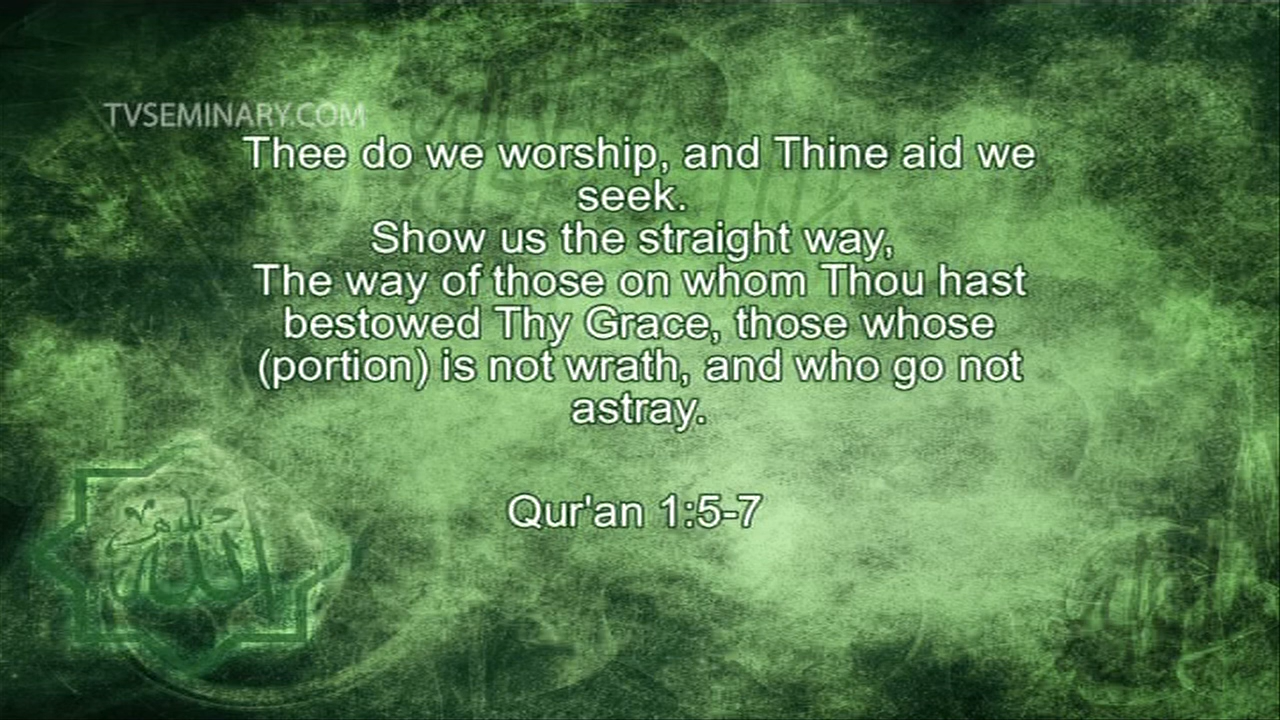 TVSEMINARY.COM
Thee do we worship, and Thine aid we
seek.
Show us the straight way,
The way of those on whom Thou hast
bestowed Thy Grace, those whose
(portion) is not wrath, and who go not
astray.
Qur'an 1:5-7
الله